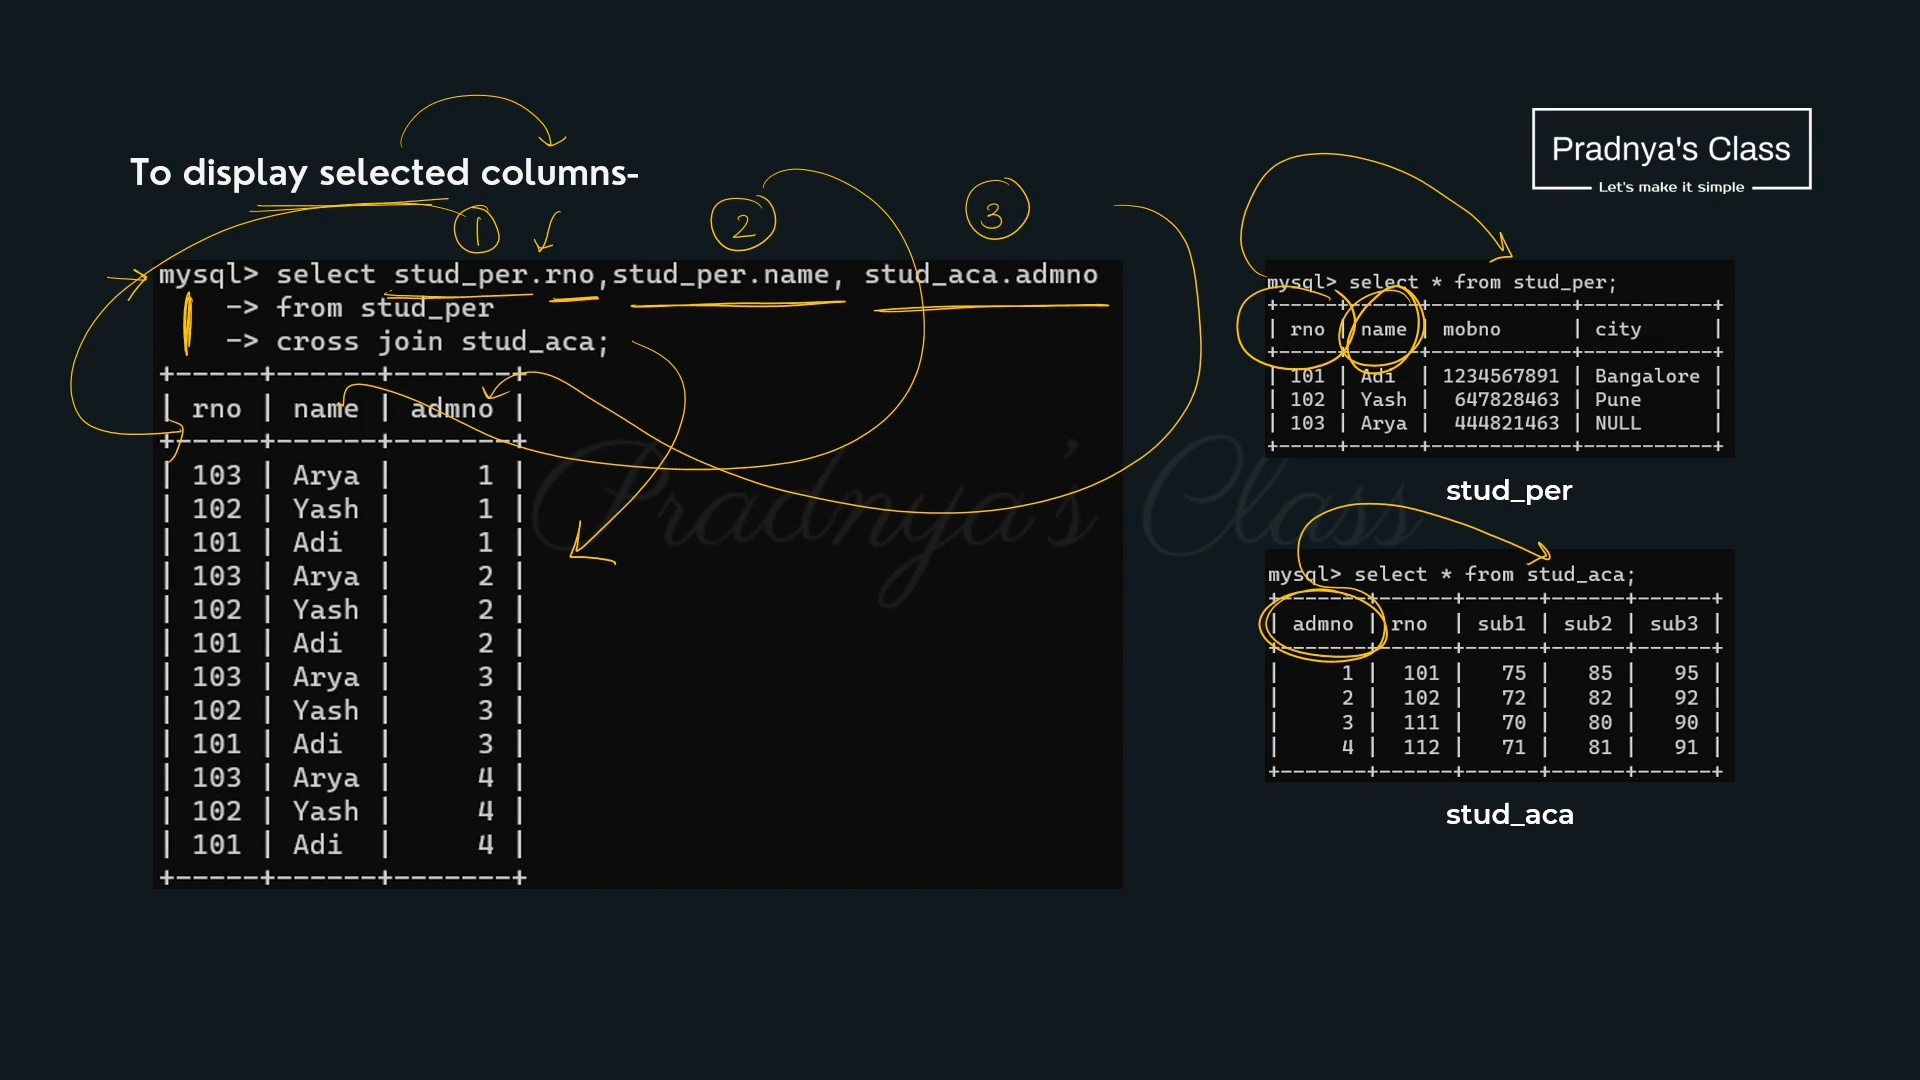 To display selected columns-
1
2
3
mysql> select stud_per.rno,stud_per.name, stud_aca.admno
-> from stud_per
-> cross join stud_aca;
+-----+------+-------+
| rno | name | admno |
+-----+------+-------+
| 103 | Arya | 1 |
| 102 | Yash | 1 |
| 101 | Adi | 1 |
| 103 | Arya | 2 |
| 102 | Yash | 2 |
| 101 | Adi | 2 |
| 103 | Arya | 3 |
| 102 | Yash | 3 |
| 101 | Adi | 3 |
| 103 | Arya | 4 |
| 102 | Yash | 4 |
| 101 | Adi | 4 |
+-----+------+-------+
Pradnya's Class
Pradnya's Class
Let's make it simple
mysql> select * from stud_per;
+-----+------+------------+-----------+
| rno | name | mobno | city |
+-----+------+------------+-----------+
| 101 | Adi | 1234567891 | Bangalore |
| 102 | Yash | 647828463 | Pune |
| 103 | Arya | 444821463 | NULL |
+-----+------+------------+-----------+
stud_per
mysql> select * from stud_aca;
+-------+------+------+------+------+
| admno | rno | sub1 | sub2 | sub3 |
+-------+------+------+------+------+
| 1 | 101 | 75 | 85 | 95 |
| 2 | 102 | 72 | 82 | 92 |
| 3 | 111 | 70 | 80 | 90 |
| 4 | 112 | 71 | 81 | 91 |
+-------+------+------+------+------+
stud_aca